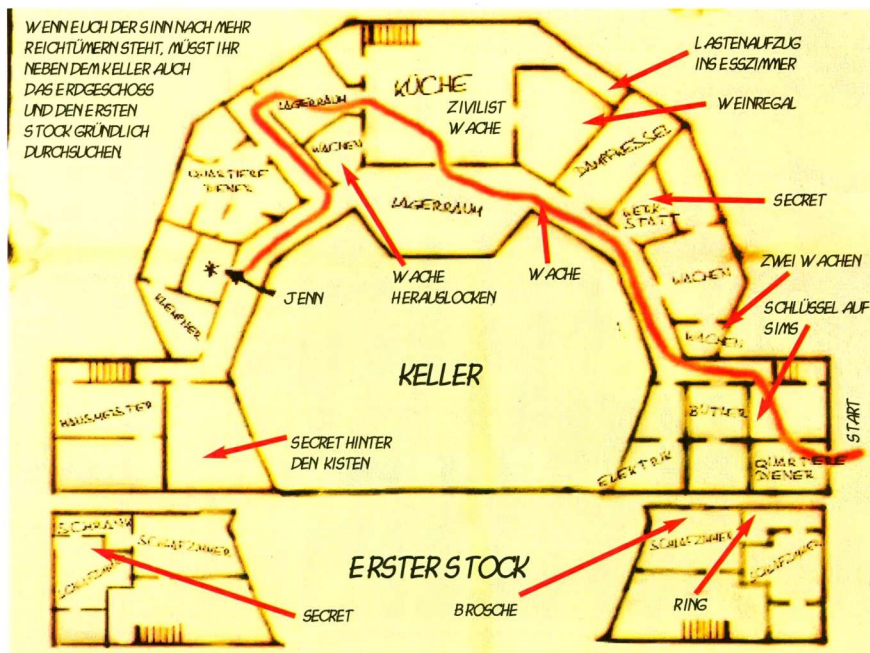 WENN EUCH DER SINN NACH MEHR
REICHTÜMERN STEHT, MÜSST IHR
NEBEN DEM KELLER AUCH
DAS ERDGESCHOSS
UND DEN ERSTEN
STOCK GRÜNDLICH
DURCHSUCHEN.
LASTENAUFZUG
INS ESSZIMMER
WEINREGAL
KÜCHE
ZIVILIST
WACHE
LAGERRAUM
WACHEN
DAMPFKESSEL
QUARTIERE
DIENER
LAGERRAUM
WERK
STATT
SECRET
WACHE
HERAUSLOCKEN
WACHE
WACHEN
ZWEI WACHEN
JENN
KLEMPNER
SCHLÜSSEL AUF
SIMS
WACHEN
KELLER
HAUSMEISTER
BUTLER
START
SECRET HINTER
DEN KISTEN
ELEKTRIK
QUARTIERE
DIENER
SCHRANK
SCHLAFZIMMER
SCHLAFZIMMER
ERSTER STOCK
SCHLAFZIMMER
SCHLAFZIMMER
SECRET
BROSCHE
RING